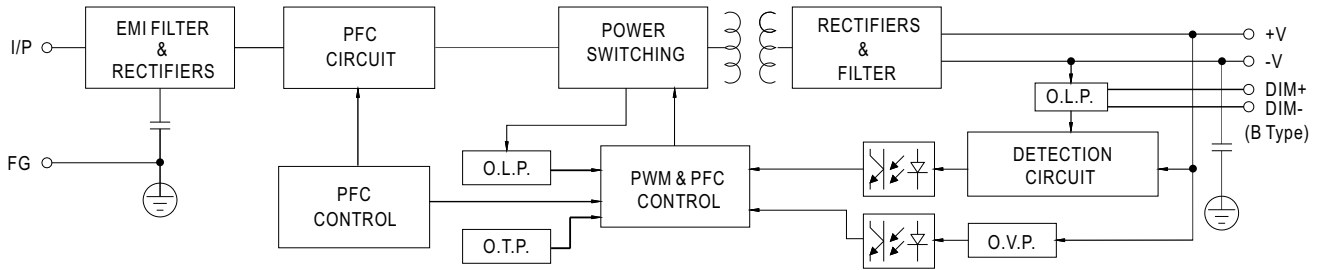 I/P
EMI FILTER
&
RECTIFIERS
PFC
CIRCUIT
POWER
SWITCHING
RECTIFIERS
&
FILTER
+V
-V
O.L.P.
DIM+
DIM-
(B Type)
FG
PFC
CONTROL
O.L.P.
O.T.P.
PWM & PFC
CONTROL
DETECTION
CIRCUIT
O.V.P.